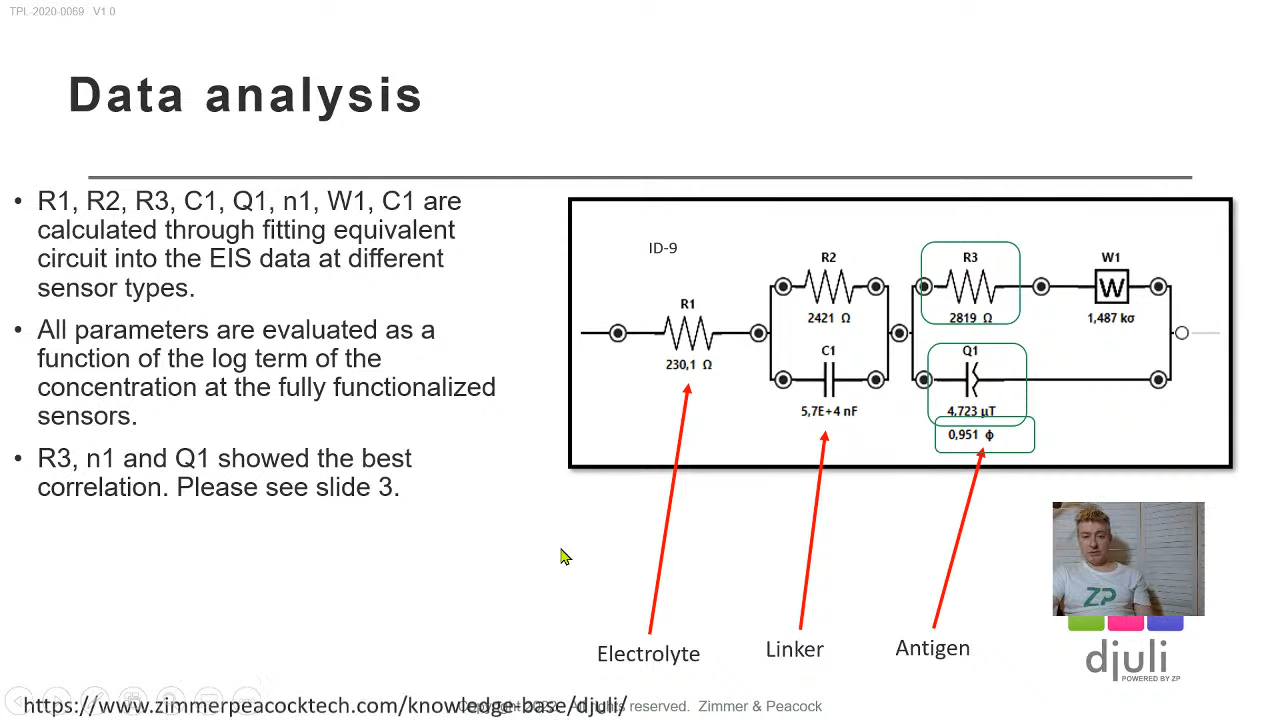 TPL-2020-0069 V1.0
Data analysis
• R1, R2, R3, C1, Q1, n1, W1, C1 are
calculated through fitting equivalent
circuit into the EIS data at different
sensor types.
• All parameters are evaluated as a
function of the log term of the
concentration at the fully functionalized
sensors.
• R3, n1 and Q1 showed the best
correlation. Please see slide 3.
ID-9
R1
230,1 Ω
R2
2421 Ω
C1
5,7E+4 nF
R3
2819 Ω
W1
W
1,487 kσ
Q1
4,723 µT
0,951 ϕ
Electrolyte
Linker
Antigen
ZP
djuli
POWERED BY ZP
https://www.zimmerpeacocktech.com/knowledge-base/djuli/
All rights reserved. Zimmer & Peacock